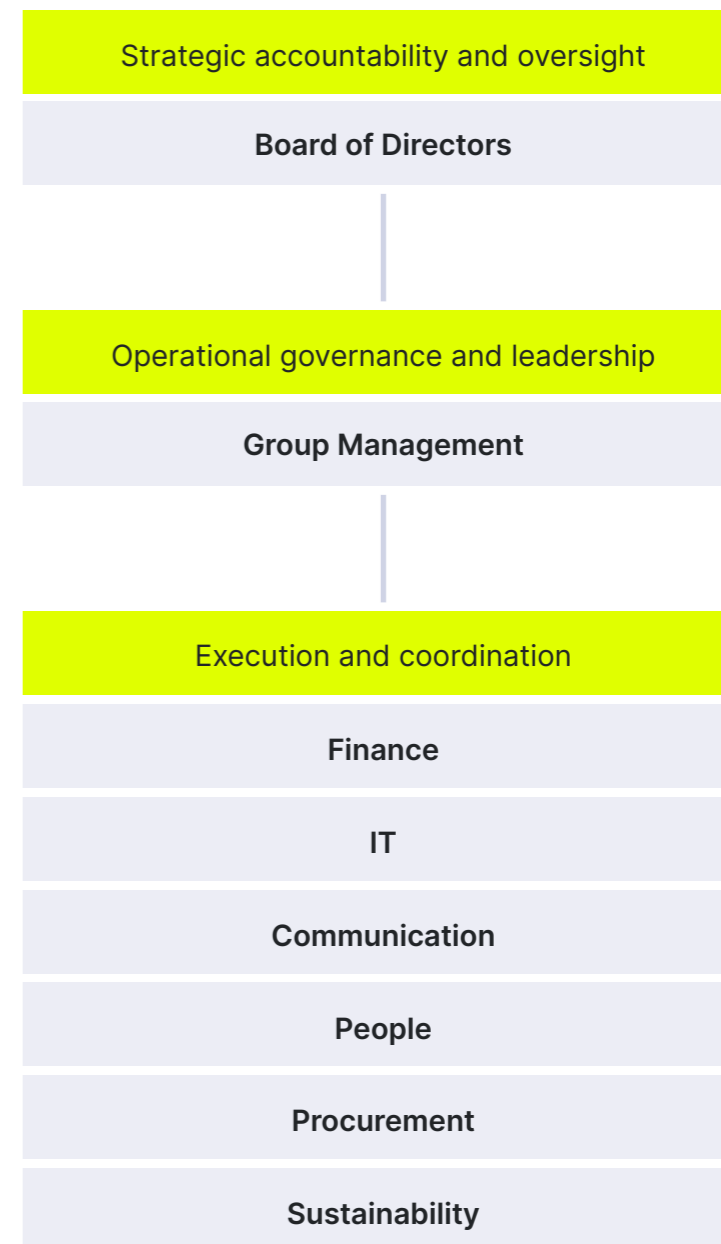 Strategic accountability and oversight
Board of Directors
Operational governance and leadership
Group Management
Execution and coordination
Finance
IT
Communication
People
Procurement
Sustainability